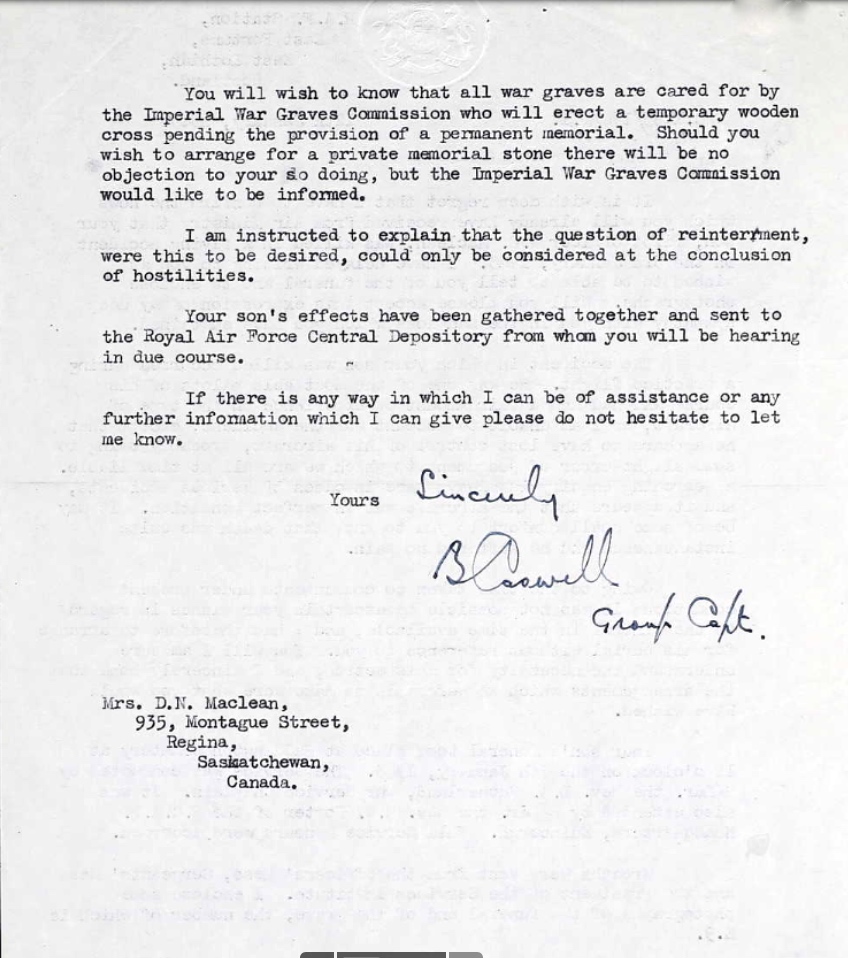 You will wish to know that all war graves are cared for by
the Imperial War Graves Commission who will erect a temporary wooden
cross pending the provision of a permanent memorial. Should you
wish to arrange for a private memorial stone there will be no
objection to your so doing, but the Imperial War Graves Commission
would like to be informed.
I am instructed to explain that the question of reinterment,
were this to be desired, could only be considered at the conclusion
of hostilities.
Your son's effects have been gathered together and sent to
the Royal Air Force Central Depository from whom you will be hearing
in due course.
If there is any way in which I can be of assistance or any
further information which I can give please do not hesitate to let
me know.
Yours Sincerely
B Caswell
Group Capt.
Mrs. D.N. Maclean,
935, Montague Street,
Regina,
Saskatchewan,
Canada.